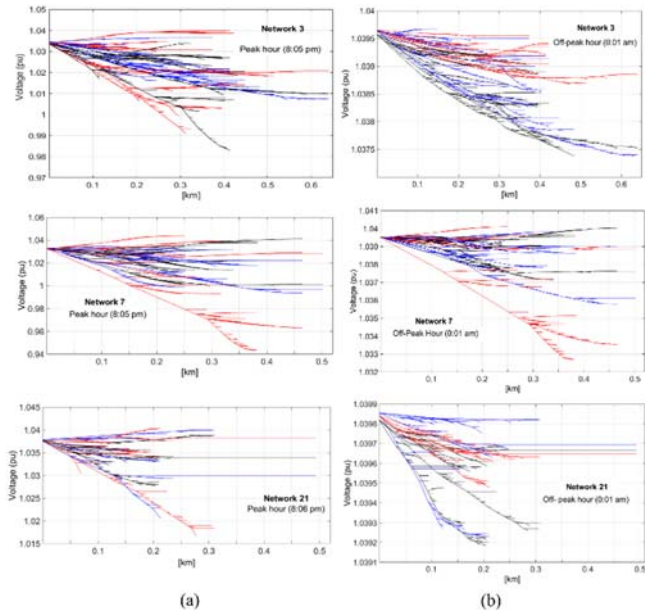 1.05
1.04
1.03
1.02
1.01
1
0.99
0.98
0.97
0.1 0.2 0.3 0.4 0.5 0.6
[km]
Voltage (pu)
Network 3
Peak hour (8:05 pm)
1.04
1.0395
1.039
1.0385
1.038
1.0375
1.037
0.1 0.2 0.3 0.4 0.5 0.6
[km]
Voltage (pu)
Network 3
Off-peak hour (0:01 am)
1.06
1.04
1.02
1
0.98
0.96
0.94
0.1 0.2 0.3 0.4 0.5
[km]
Voltage (pu)
Network 7
Peak hour (8:05 pm)
1.041
1.04
1.039
1.038
1.037
1.036
1.035
1.034
1.033
1.032
0.1 0.2 0.3 0.4 0.5
[km]
Voltage (pu)
Network 7
Off-Peak Hour (0:01 am)
1.045
1.04
1.035
1.03
1.025
1.02
1.015
0.1 0.2 0.3 0.4 0.5
[km]
Voltage (pu)
Network 21
Peak hour (8:06 pm)
1.0399
1.0398
1.0397
1.0396
1.0395
1.0394
1.0393
1.0392
1.0391
0.1 0.2 0.3 0.4 0.5
[km]
Voltage (pu)
Network 21
Off- peak hour (0:01 am)
(a) (b)